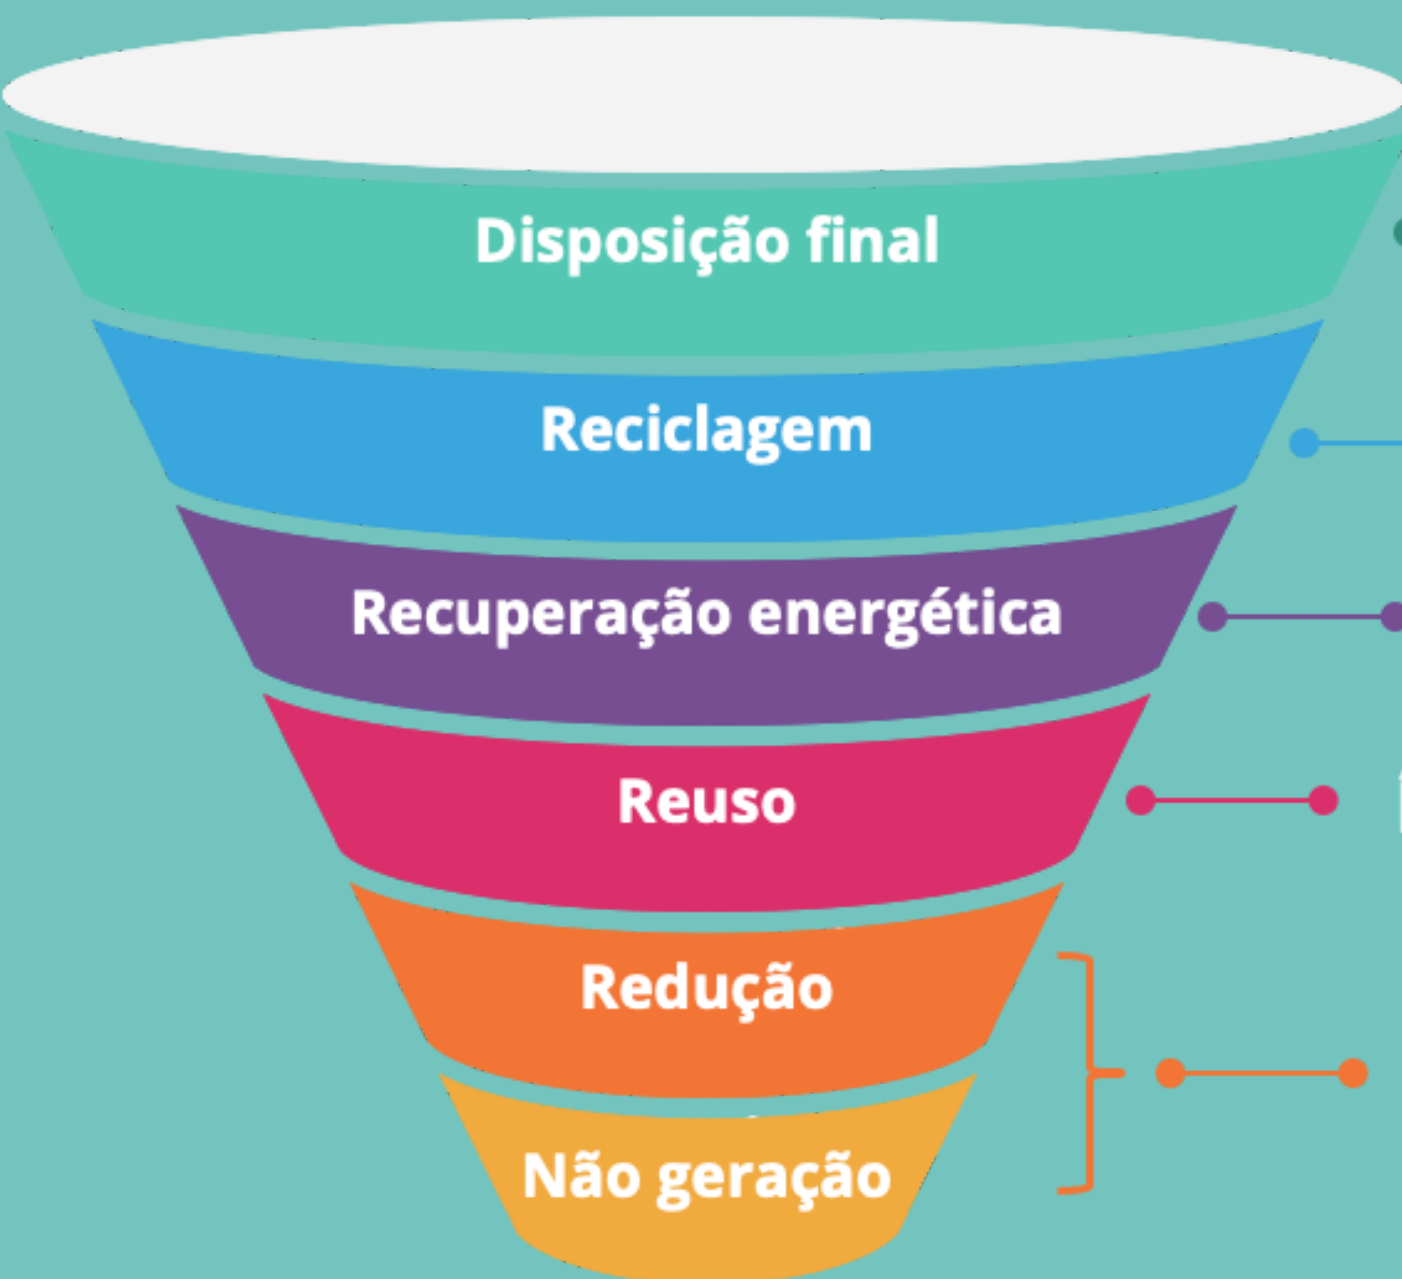 Disposição final
Reciclagem
Recuperação energética
Reuso
Redução
Não geração